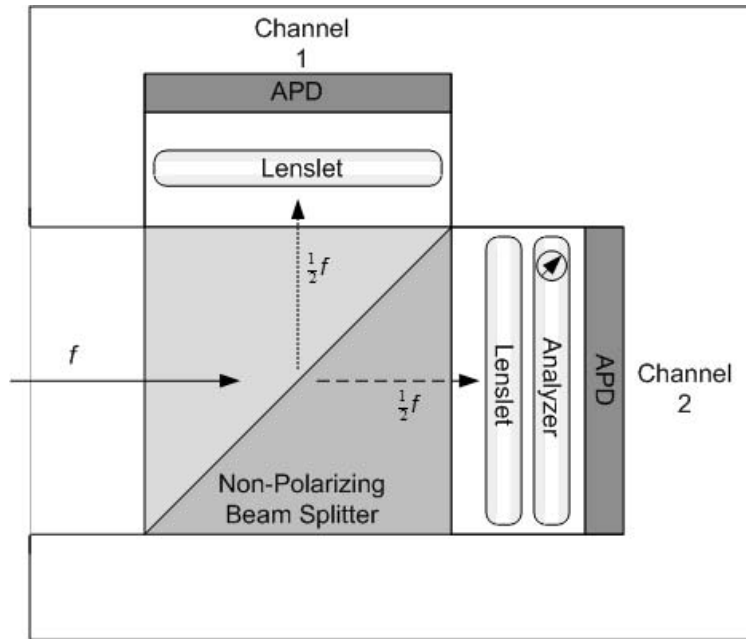 Channel
1
APD
Lenslet
½f
f
½f
Lenslet
Analyzer
APD
Channel
2
Non-Polarizing
Beam Splitter